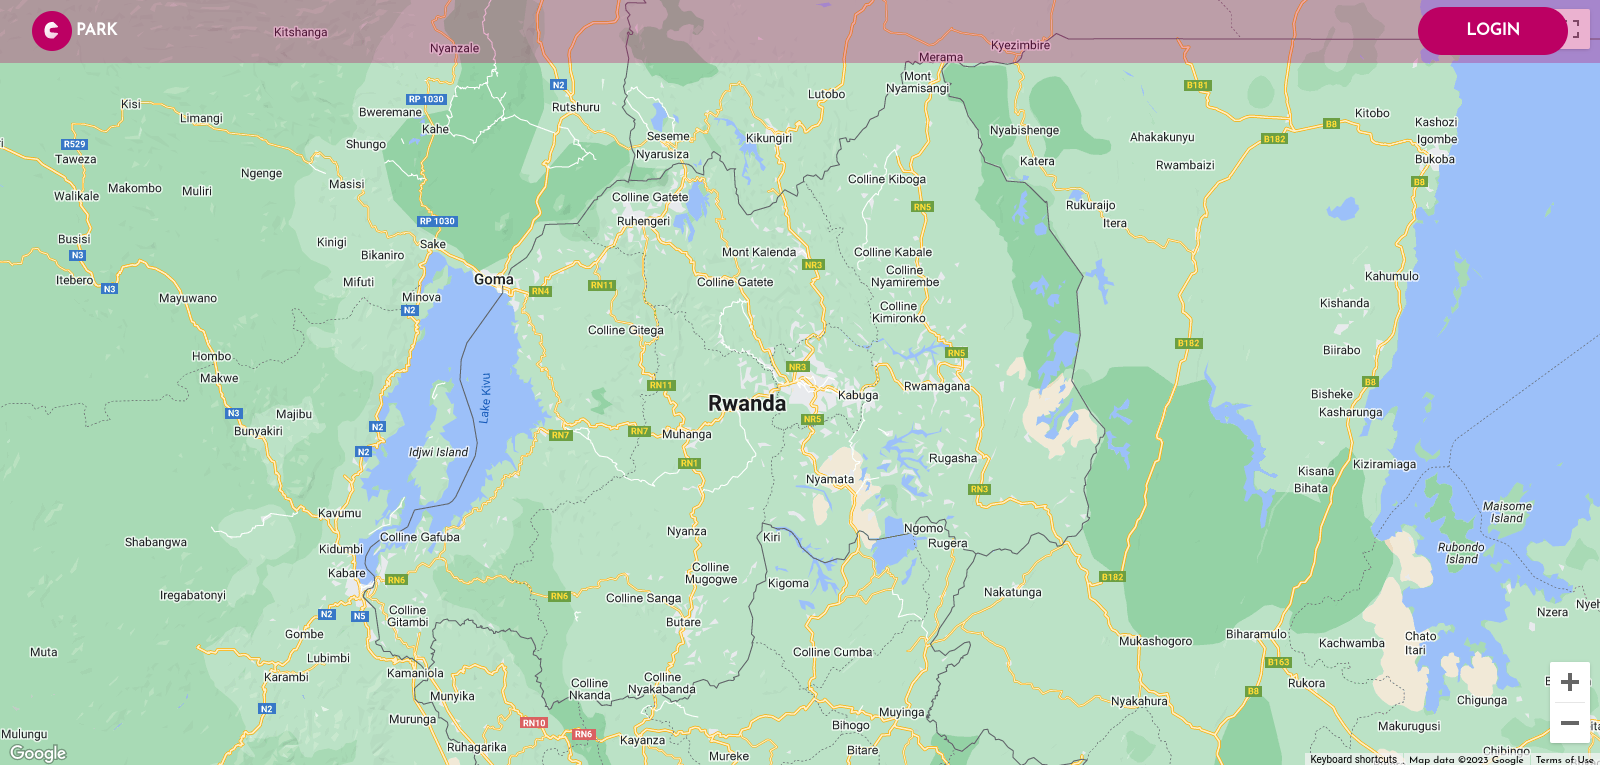 PARK
LOGIN
Kitshanga
Nyanzale
Kyezimbire
Merama
N2
Mont
Nyamisangi
B181
Lutobo
RP 1030
Kisi
Bweremane
Rutshuru
Kitobo
Limangi
Kahe
Seseme
Kikungiri
Nyabishenge
Ahakakunyu
B182
B8
Kashozi
R529
Shungo
Nyarusiza
Igombe
Taweza
Katera
Rwambaizi
Bukoba
Ngenge
Masisi
Colline Kiboga
B8
Makombo
Muliri
Walikale
Colline Gatete
RN5
Rukuraijo
RP 1030
Ruhengeri
Itera
Busisi
Kinigi
Sake
N3
Bikaniro
Mont Kalenda
Colline Kabale
NR3
Itebero
Mifuti
Goma
Colline
Nyamirembe
Kahumulo
N3
Minova
RN4
RN11
Colline Gatete
Mayuwano
N2
Colline
Kimironko
Kishanda
Colline Gitega
B182
Hombo
RN5
Biirabo
Makwe
NR3
RN11
Rwamagana
B8
Lake Kivu
Kabuga
Bisheke
N3
Majibu
Rwanda
Kasharunga
Bunyakiri
N2
NR5
RN7
RN7
Muhanga
N2
Idjwi Island
RN1
Rugasha
Kiziramiaga
Kisana
Nyamata
Bihata
RN3
Kavumu
Maisome
Island
Shabangwa
Colline Gafuba
Nyanza
Kiri
Ngomo
Kidumbi
Rugera
Rubondo
Island
Kabare
RN6
Colline
Mugogwe
Kigoma
B182
Iregabatonyi
RN6
Colline Sanga
Nakatunga
N2
N5
Colline
Gitambi
Butare
Nzera
Gombe
Mukashogoro
Biharamulo
Kachwamba
Chato
Itari
Muta
Lubimbi
Colline Cumba
B163
Karambi
Kamaniola
Colline
Nkanda
Colline
Nyakabanda
Rukora
Munyika
B8
Nyakahura
Chigunga
N2
Murunga
RN10
Muyinga
Bihogo
Makurugusi
Mulungu
RN6
Kayanza
Ruhagarika
Mureke
Bitare
Chibingo
Google
Keyboard shortcuts
Map data ©2023 Google
Terms of Use